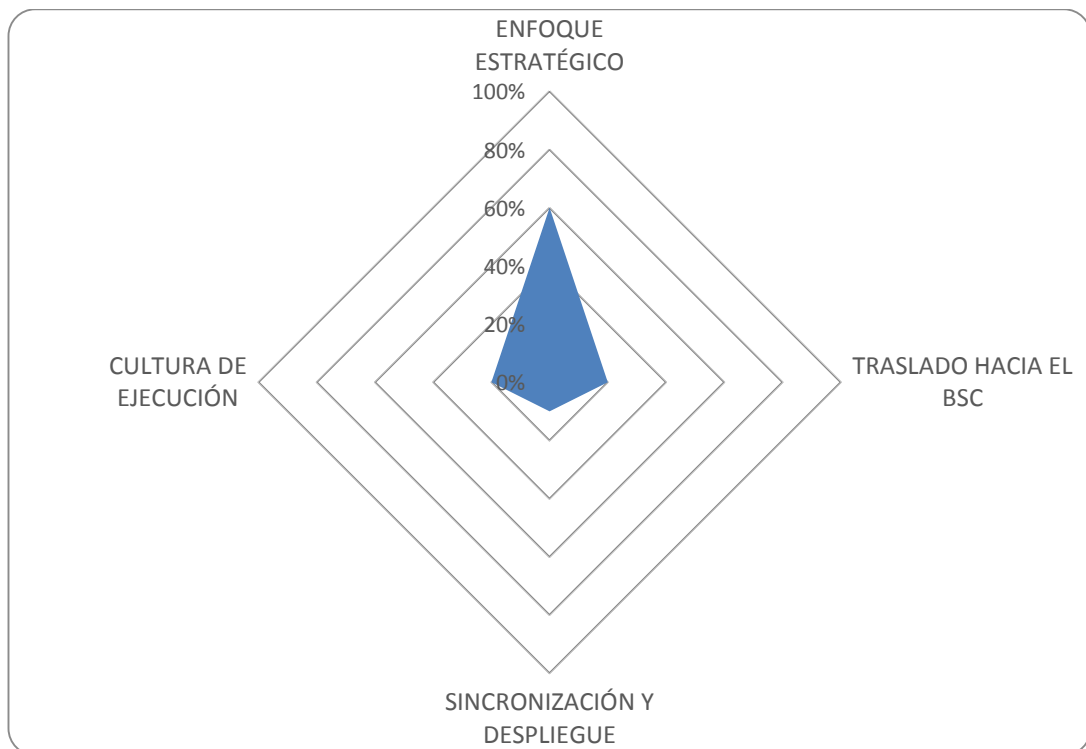 ENFOQUE
ESTRATÉGICO
100%
80%
60%
40%
20%
0%
CULTURA DE
EJECUCIÓN
TRASLADO HACIA EL
BSC
SINCRONIZACIÓN Y
DESPLIEGUE